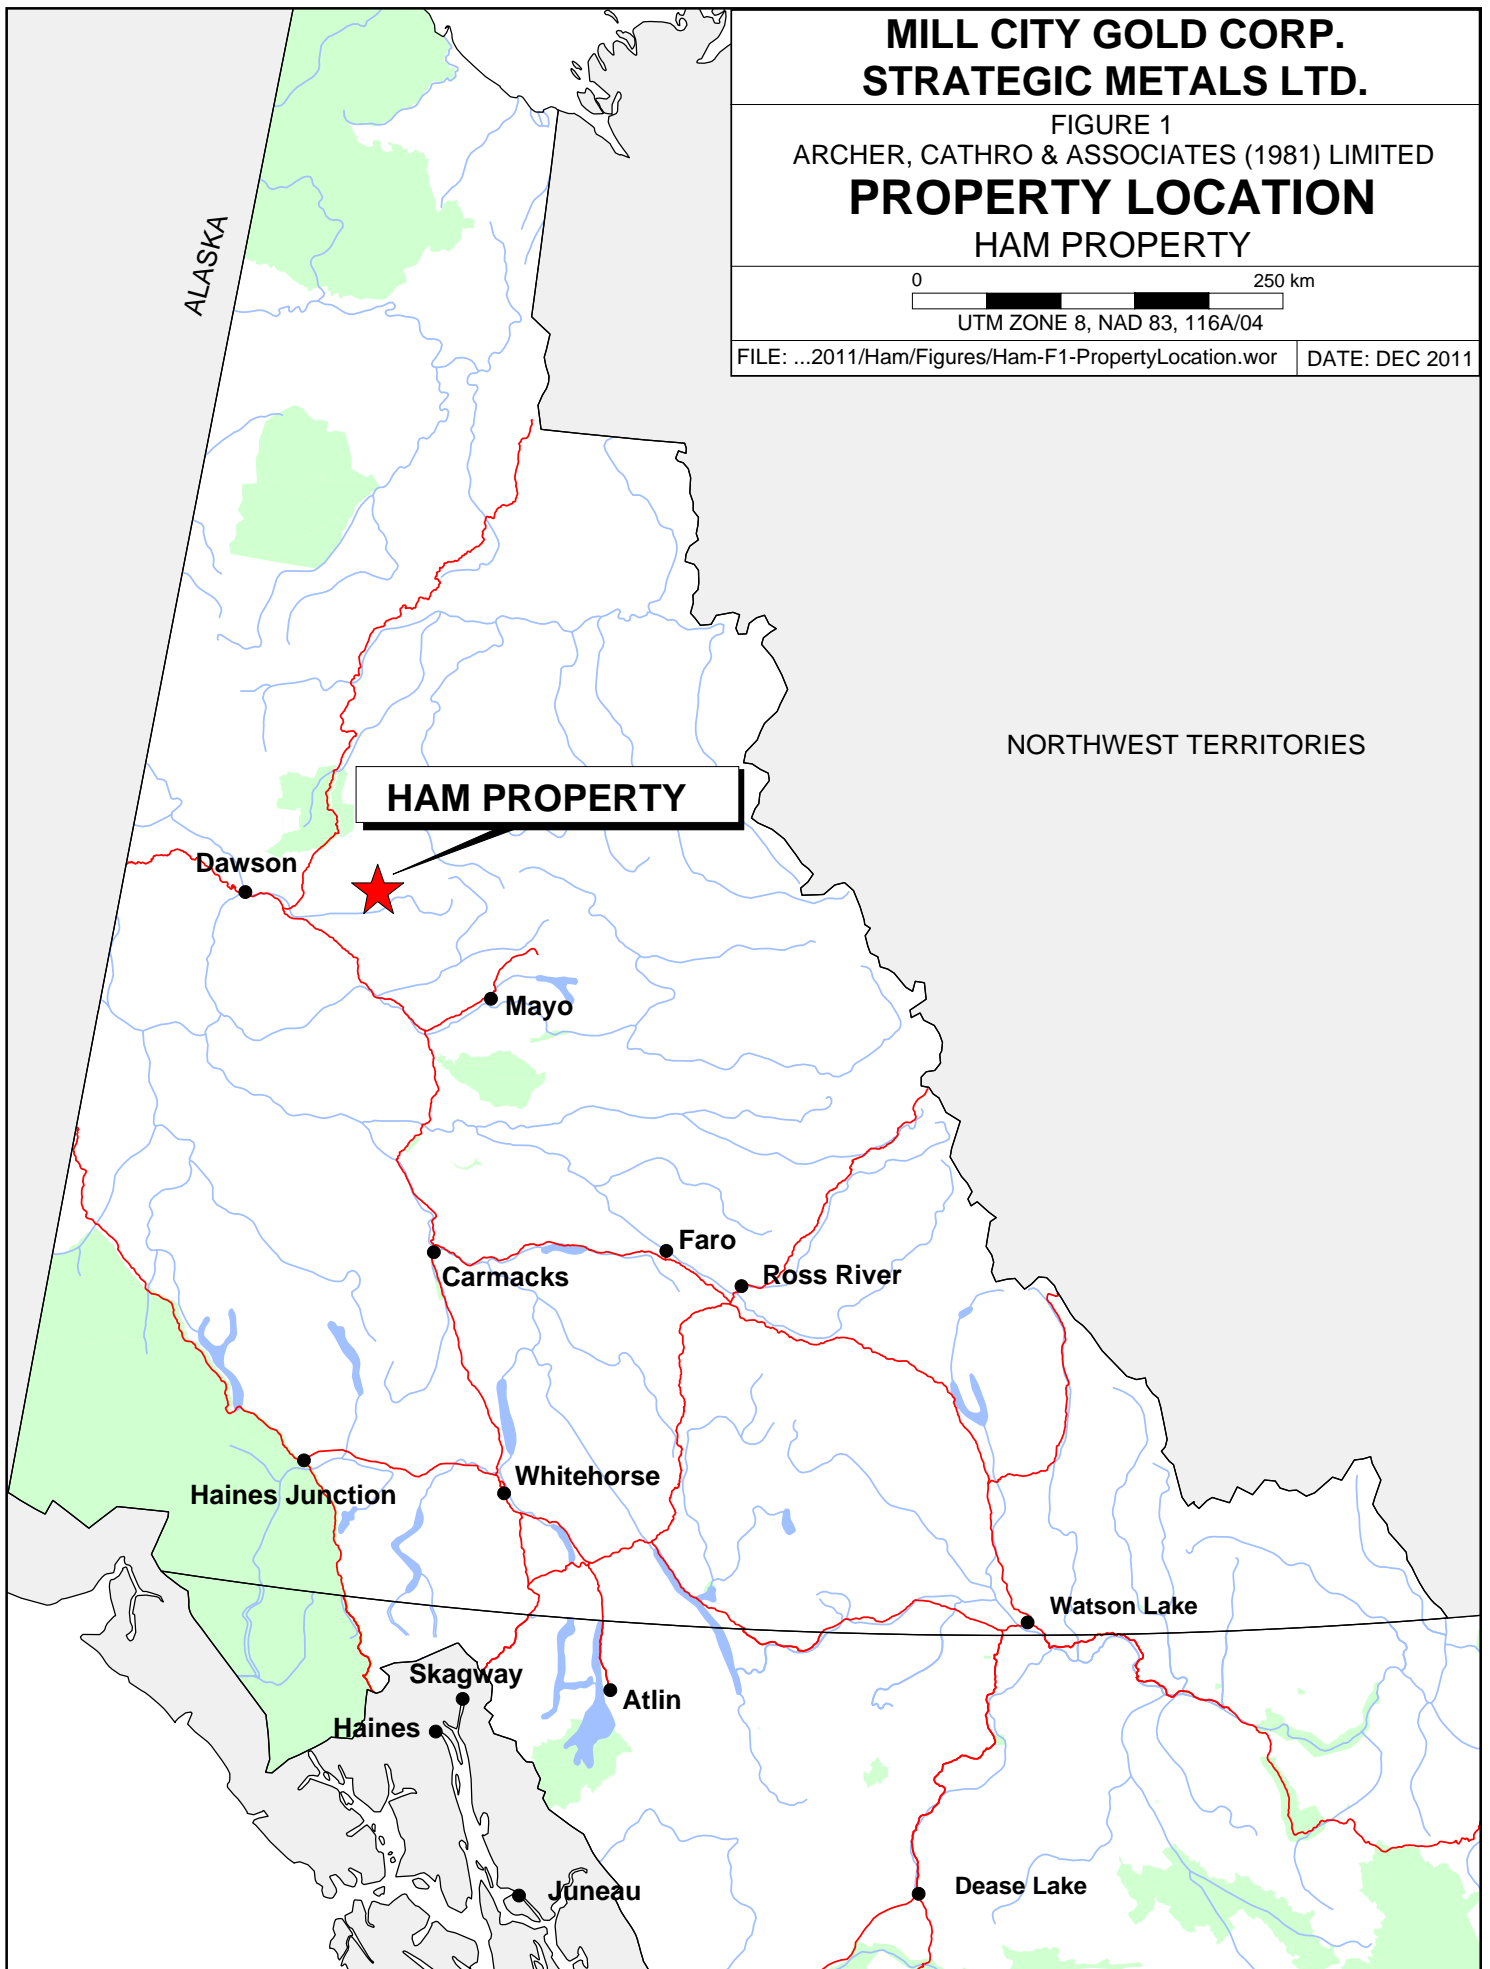 MILL CITY GOLD CORP.
STRATEGIC METALS LTD.
FIGURE 1
ARCHER, CATHRO & ASSOCIATES (1981) LIMITED
PROPERTY LOCATION
HAM PROPERTY
0 250 km
UTM ZONE 8, NAD 83, 116A/04
FILE: ...2011/Ham/Figures/Ham-F1-PropertyLocation.wor DATE: DEC 2011
ALASKA
NORTHWEST TERRITORIES
HAM PROPERTY
Dawson
Mayo
Faro
Ross River
Carmacks
Whitehorse
Haines Junction
Watson Lake
Skagway
Atlin
Haines
Dease Lake
Juneau